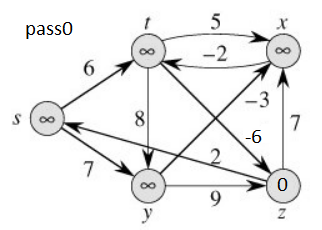 pass0
t 5 x
∞ −2 ∞
6
s ∞ 8 −3 -6 7
7 2
∞ 9 0
y z